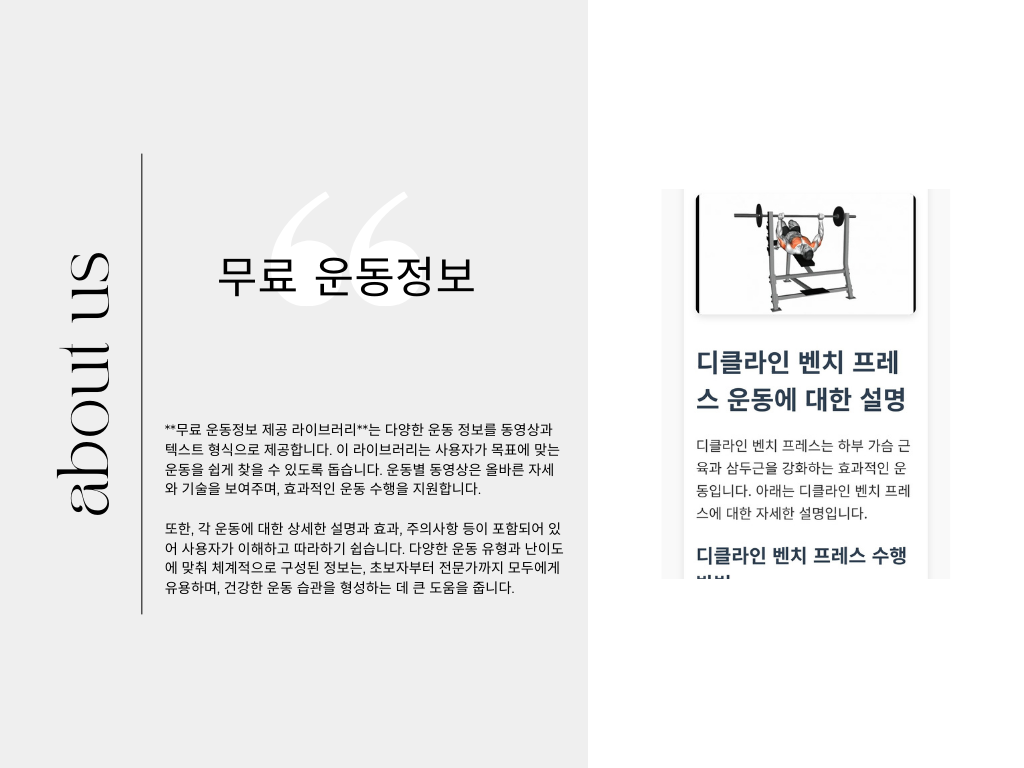 about us
무료 운동정보
**무료 운동정보 제공 라이브러리**는 다양한 운동 정보를 동영상과
텍스트 형식으로 제공합니다. 이 라이브러리는 사용자가 목표에 맞는
운동을 쉽게 찾을 수 있도록 돕습니다. 운동별 동영상은 올바른 자세
와 기술을 보여주며, 효과적인 운동 수행을 지원합니다.
또한, 각 운동에 대한 상세한 설명과 효과, 주의사항 등이 포함되어 있
어 사용자가 이해하고 따라하기 쉽습니다. 다양한 운동 유형과 난이도
에 맞춰 체계적으로 구성된 정보는, 초보자부터 전문가까지 모두에게
유용하며, 건강한 운동 습관을 형성하는 데 큰 도움을 줍니다.
디클라인 벤치 프레
스 운동에 대한 설명
디클라인 벤치 프레스는 하부 가슴 근
육과 삼두근을 강화하는 효과적인 운
동입니다. 아래는 디클라인 벤치 프레
스에 대한 자세한 설명입니다.
디클라인 벤치 프레스 수행